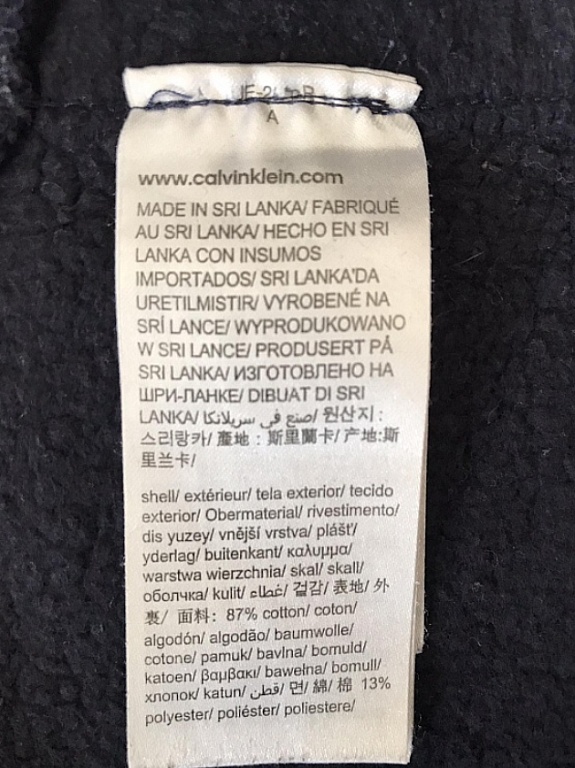 A
www.calvinklein.com
MADE IN SRI LANKA/ FABRIQUÉ
AU SRI LANKA/ HECHO EN SRI
LANKA CON INSUMOS
IMPORTADOS/ SRI LANKA'DA
URETILMISTIR/ VYROBENÉ NA
SRÍ LANCE/ WYPRODUKOWANO
W SRI LANCE/ PRODUSERT PÅ
SRI LANKA/ ИЗГОТОВЛЕНО НА
ШРИ-ЛАНКЕ/ DIBUAT DI SRI
LANKA/ صنع في سريلانكا/ 원산지 :
스리랑카/ 產地 : 斯里蘭卡/ 产地:斯
里兰卡/
shell/ extérieur/ tela exterior/ tecido
exterior/ Obermaterial/ rivestimento/
dis yuzey/ vnější vrstva/ plášť/
yderlag/ buitenkant/ καλυμμα/
warstwa wierzchnia/ skal/ skall/
оболчка/ kulit/ غطاء/ 겉감/ 表地/ 外
裹/ 面料: 87% cotton/ coton/
algodón/ algodão/ baumwolle/
cotone/ pamuk/ bavlna/ bomuld/
katoen/ βαμβακι/ bawełna/ bomull/
хлопок/ katun/ قطن/ 면/ 綿/ 棉 13%
polyester/ poliéster/ poliestere/